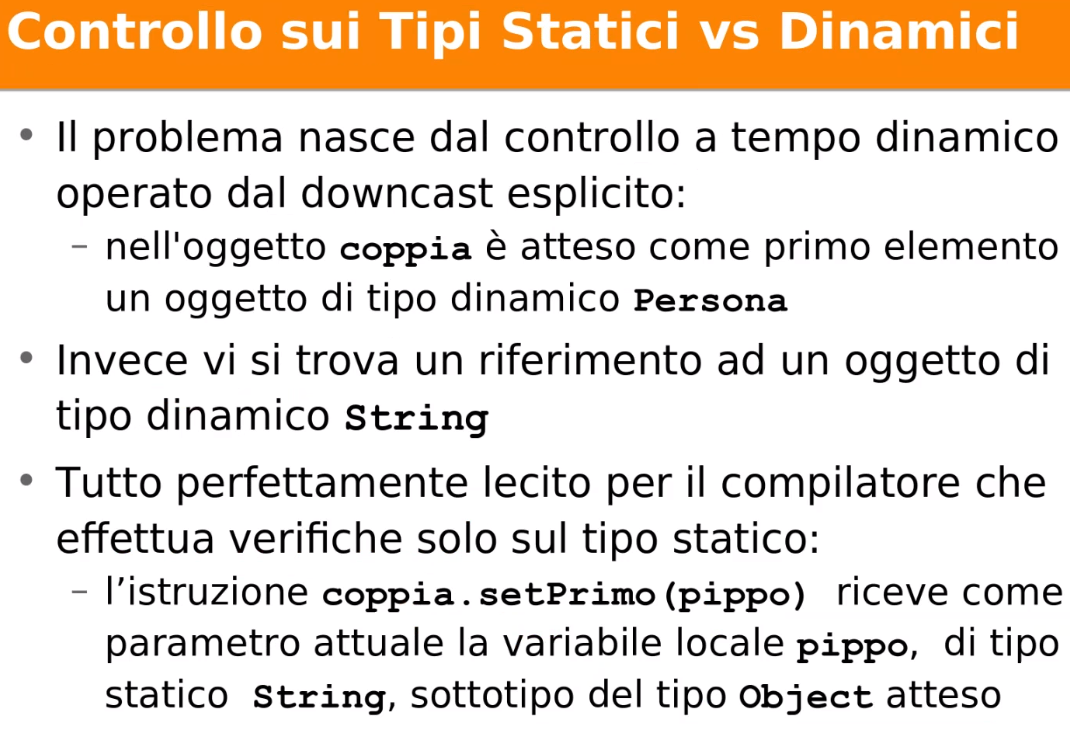 Controllo sui Tipi Statici vs Dinamici
• Il problema nasce dal controllo a tempo dinamico
operato dal downcast esplicito:
– nell'oggetto coppia è atteso come primo elemento
un oggetto di tipo dinamico Persona
• Invece vi si trova un riferimento ad un oggetto di
tipo dinamico String
• Tutto perfettamente lecito per il compilatore che
effettua verifiche solo sul tipo statico:
– l’istruzione coppia.setPrimo(pippo) riceve come
parametro attuale la variabile locale pippo, di tipo
statico String, sottotipo del tipo Object atteso